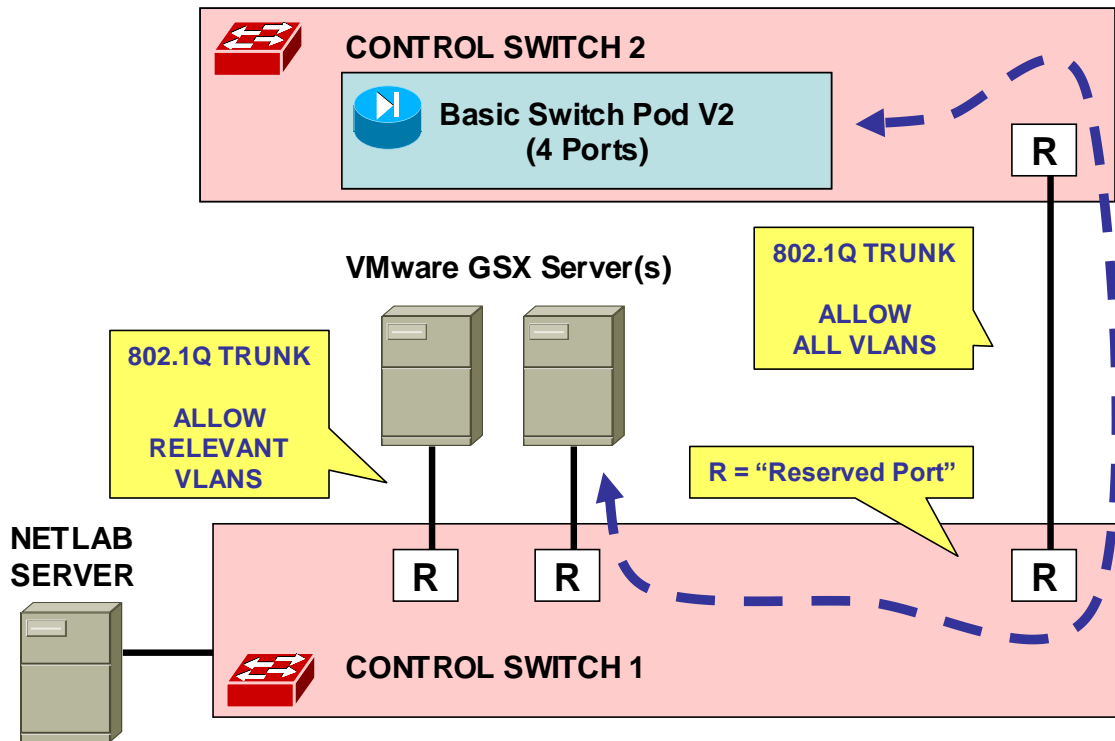 CONTROL SWITCH 2
Basic Switch Pod V2
(4 Ports)
R
VMware GSX Server(s)
802.1Q TRUNK
ALLOW
ALL VLANS
802.1Q TRUNK
ALLOW
RELEVANT
VLANS
R = “Reserved Port”
NETLAB
SERVER
R
R
R
CONTROL SWITCH 1